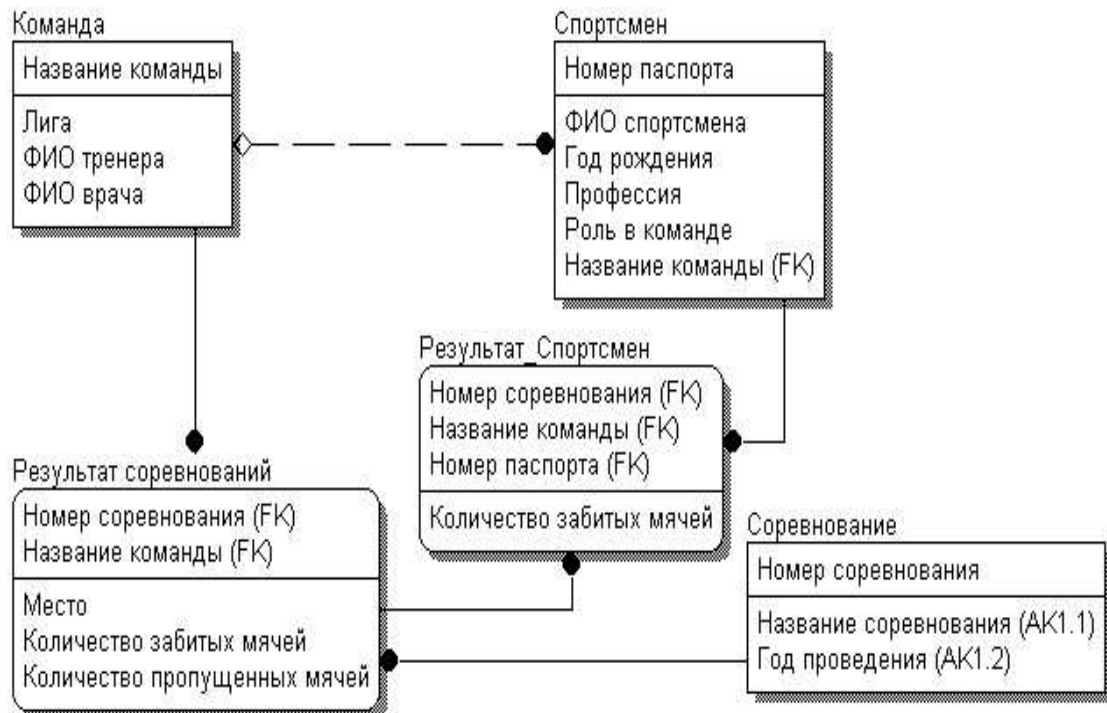 Команда
Название команды
Лига
ФИО тренера
ФИО врача
Спортсмен
Номер паспорта
ФИО спортсмена
Год рождения
Профессия
Роль в команде
Название команды (FK)
Результат_Спортсмен
Номер соревнования (FK)
Название команды (FK)
Номер паспорта (FK)
Количество забитых мячей
Результат соревнований
Номер соревнования (FK)
Название команды (FK)
Место
Количество забитых мячей
Количество пропущенных мячей
Соревнование
Номер соревнования
Название соревнования (AK1.1)
Год проведения (AK1.2)